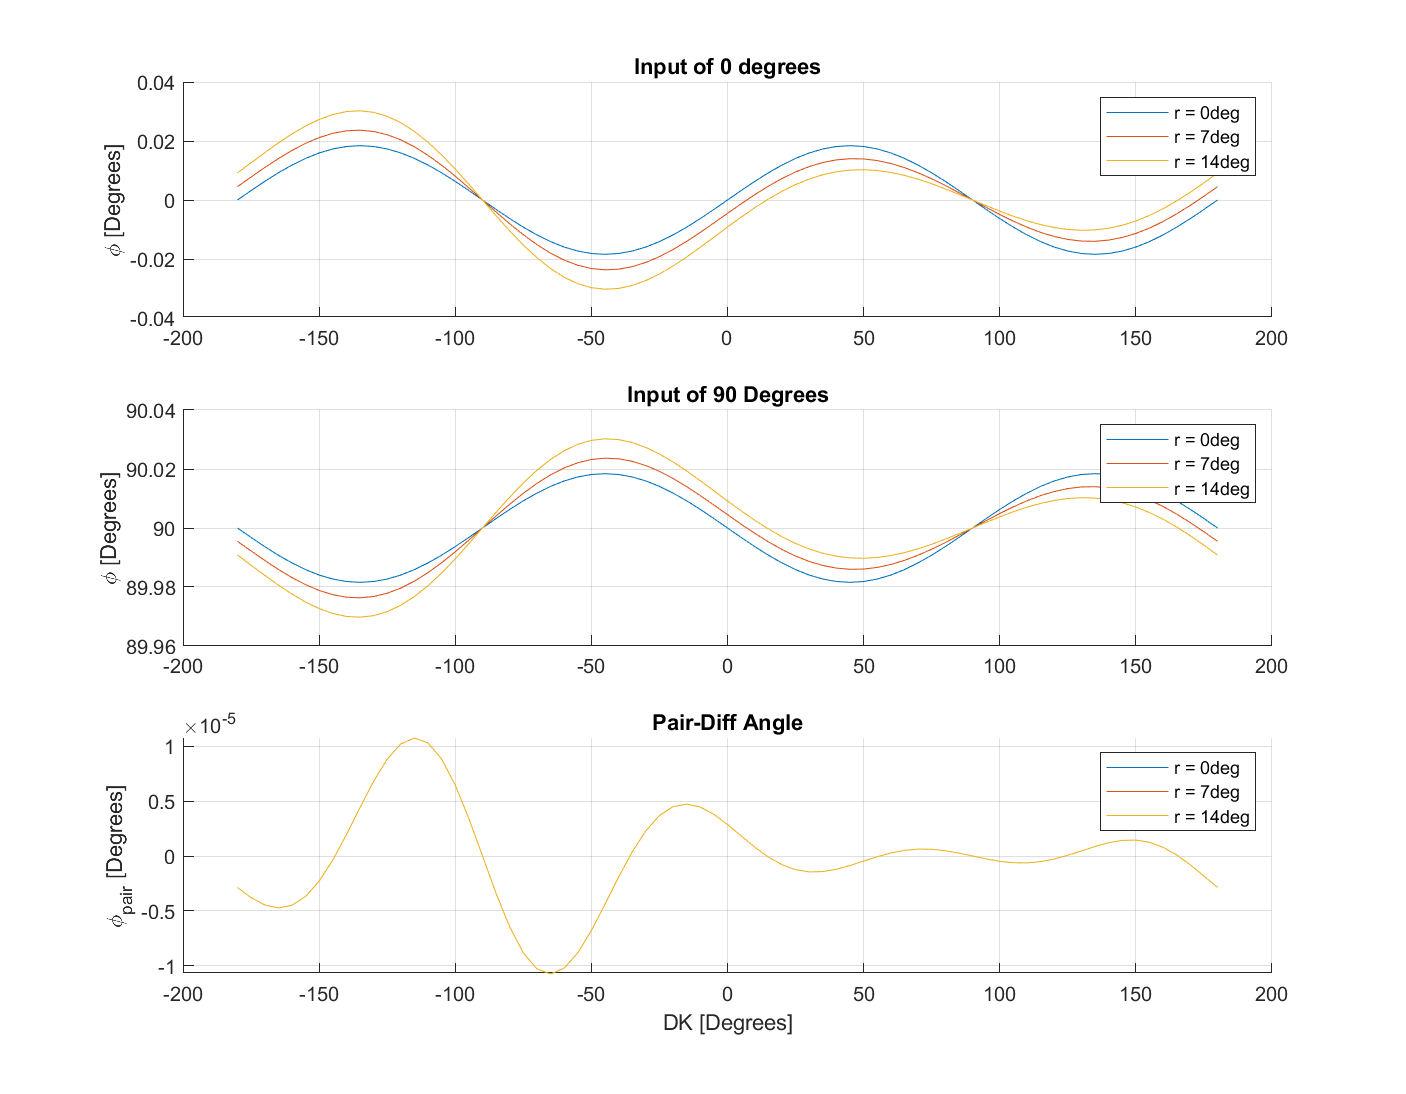 Input of 0 degrees
0.04
0.02
0
-0.02
-0.04
ϕ [Degrees]
r = 0deg
r = 7deg
r = 14deg
-200 -150 -100 -50 0 50 100 150 200
Input of 90 Degrees
90.04
90.02
90
89.98
89.96
ϕ [Degrees]
r = 0deg
r = 7deg
r = 14deg
-200 -150 -100 -50 0 50 100 150 200
Pair-Diff Angle
×10^-5
1
0.5
0
-0.5
-1
ϕ_pair [Degrees]
r = 0deg
r = 7deg
r = 14deg
-200 -150 -100 -50 0 50 100 150 200
DK [Degrees]